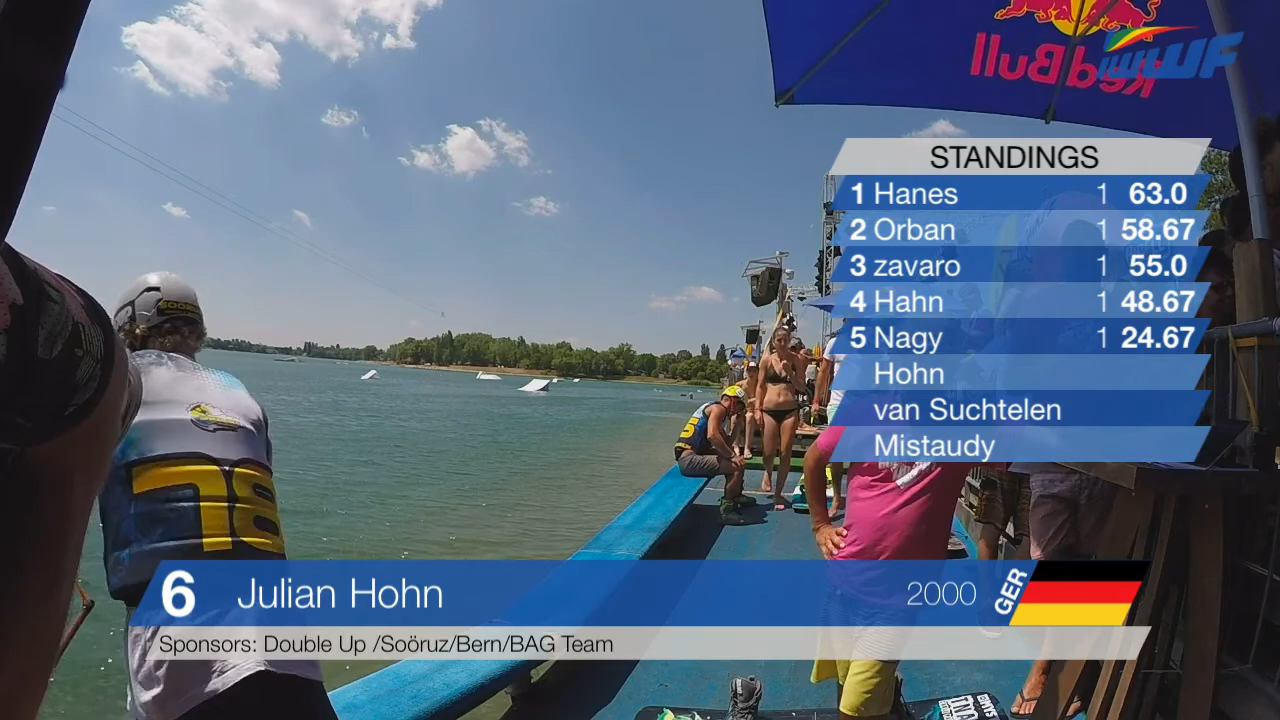 Red Bull
IWWF
STANDINGS
1 Hanes 1 63.0
2 Orban 1 58.67
3 zavaro 1 55.0
4 Hahn 1 48.67
5 Nagy 1 24.67
Hohn
van Suchtelen
Mistaudy
SOÖRUZ
78
6 Julian Hohn 2000 GER
Sponsors: Double Up /Soöruz/Bern/BAG Team